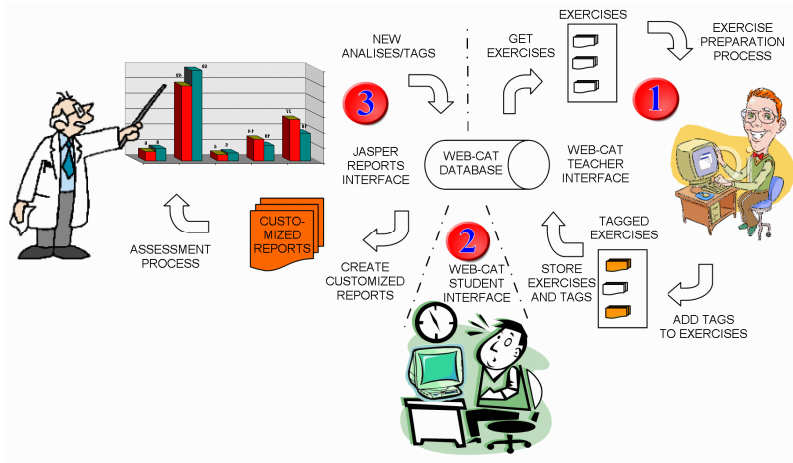 NEW
ANALISES/TAGS
GET
EXERCISES
EXERCISES
EXERCISE
PREPARATION
PROCESS
3
1
JASPER
REPORTS
INTERFACE
WEB-CAT
DATABASE
WEB-CAT
TEACHER
INTERFACE
CUSTO-
MIZED
REPORTS
ASSESSMENT
PROCESS
CREATE
CUSTOMIZED
REPORTS
2
WEB-CAT
STUDENT
INTERFACE
STORE
EXERCISES
AND TAGS
TAGGED
EXERCISES
ADD TAGS
TO EXERCISES